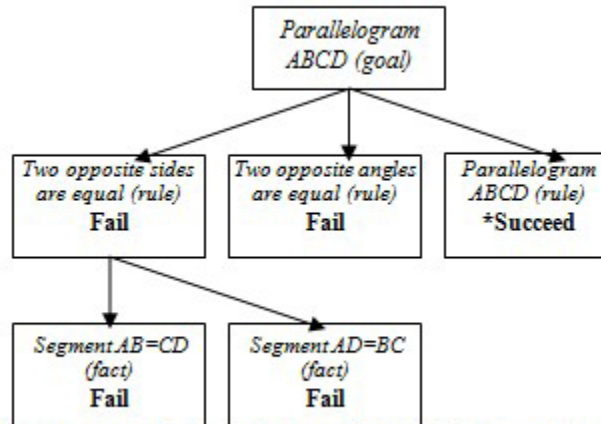 Parallelogram
ABCD (goal)
Two opposite sides
are equal (rule)
Fail
Two opposite angles
are equal (rule)
Fail
Parallelogram
ABCD (rule)
*Succeed
Segment AB=CD
(fact)
Fail
Segment AD=BC
(fact)
Fail